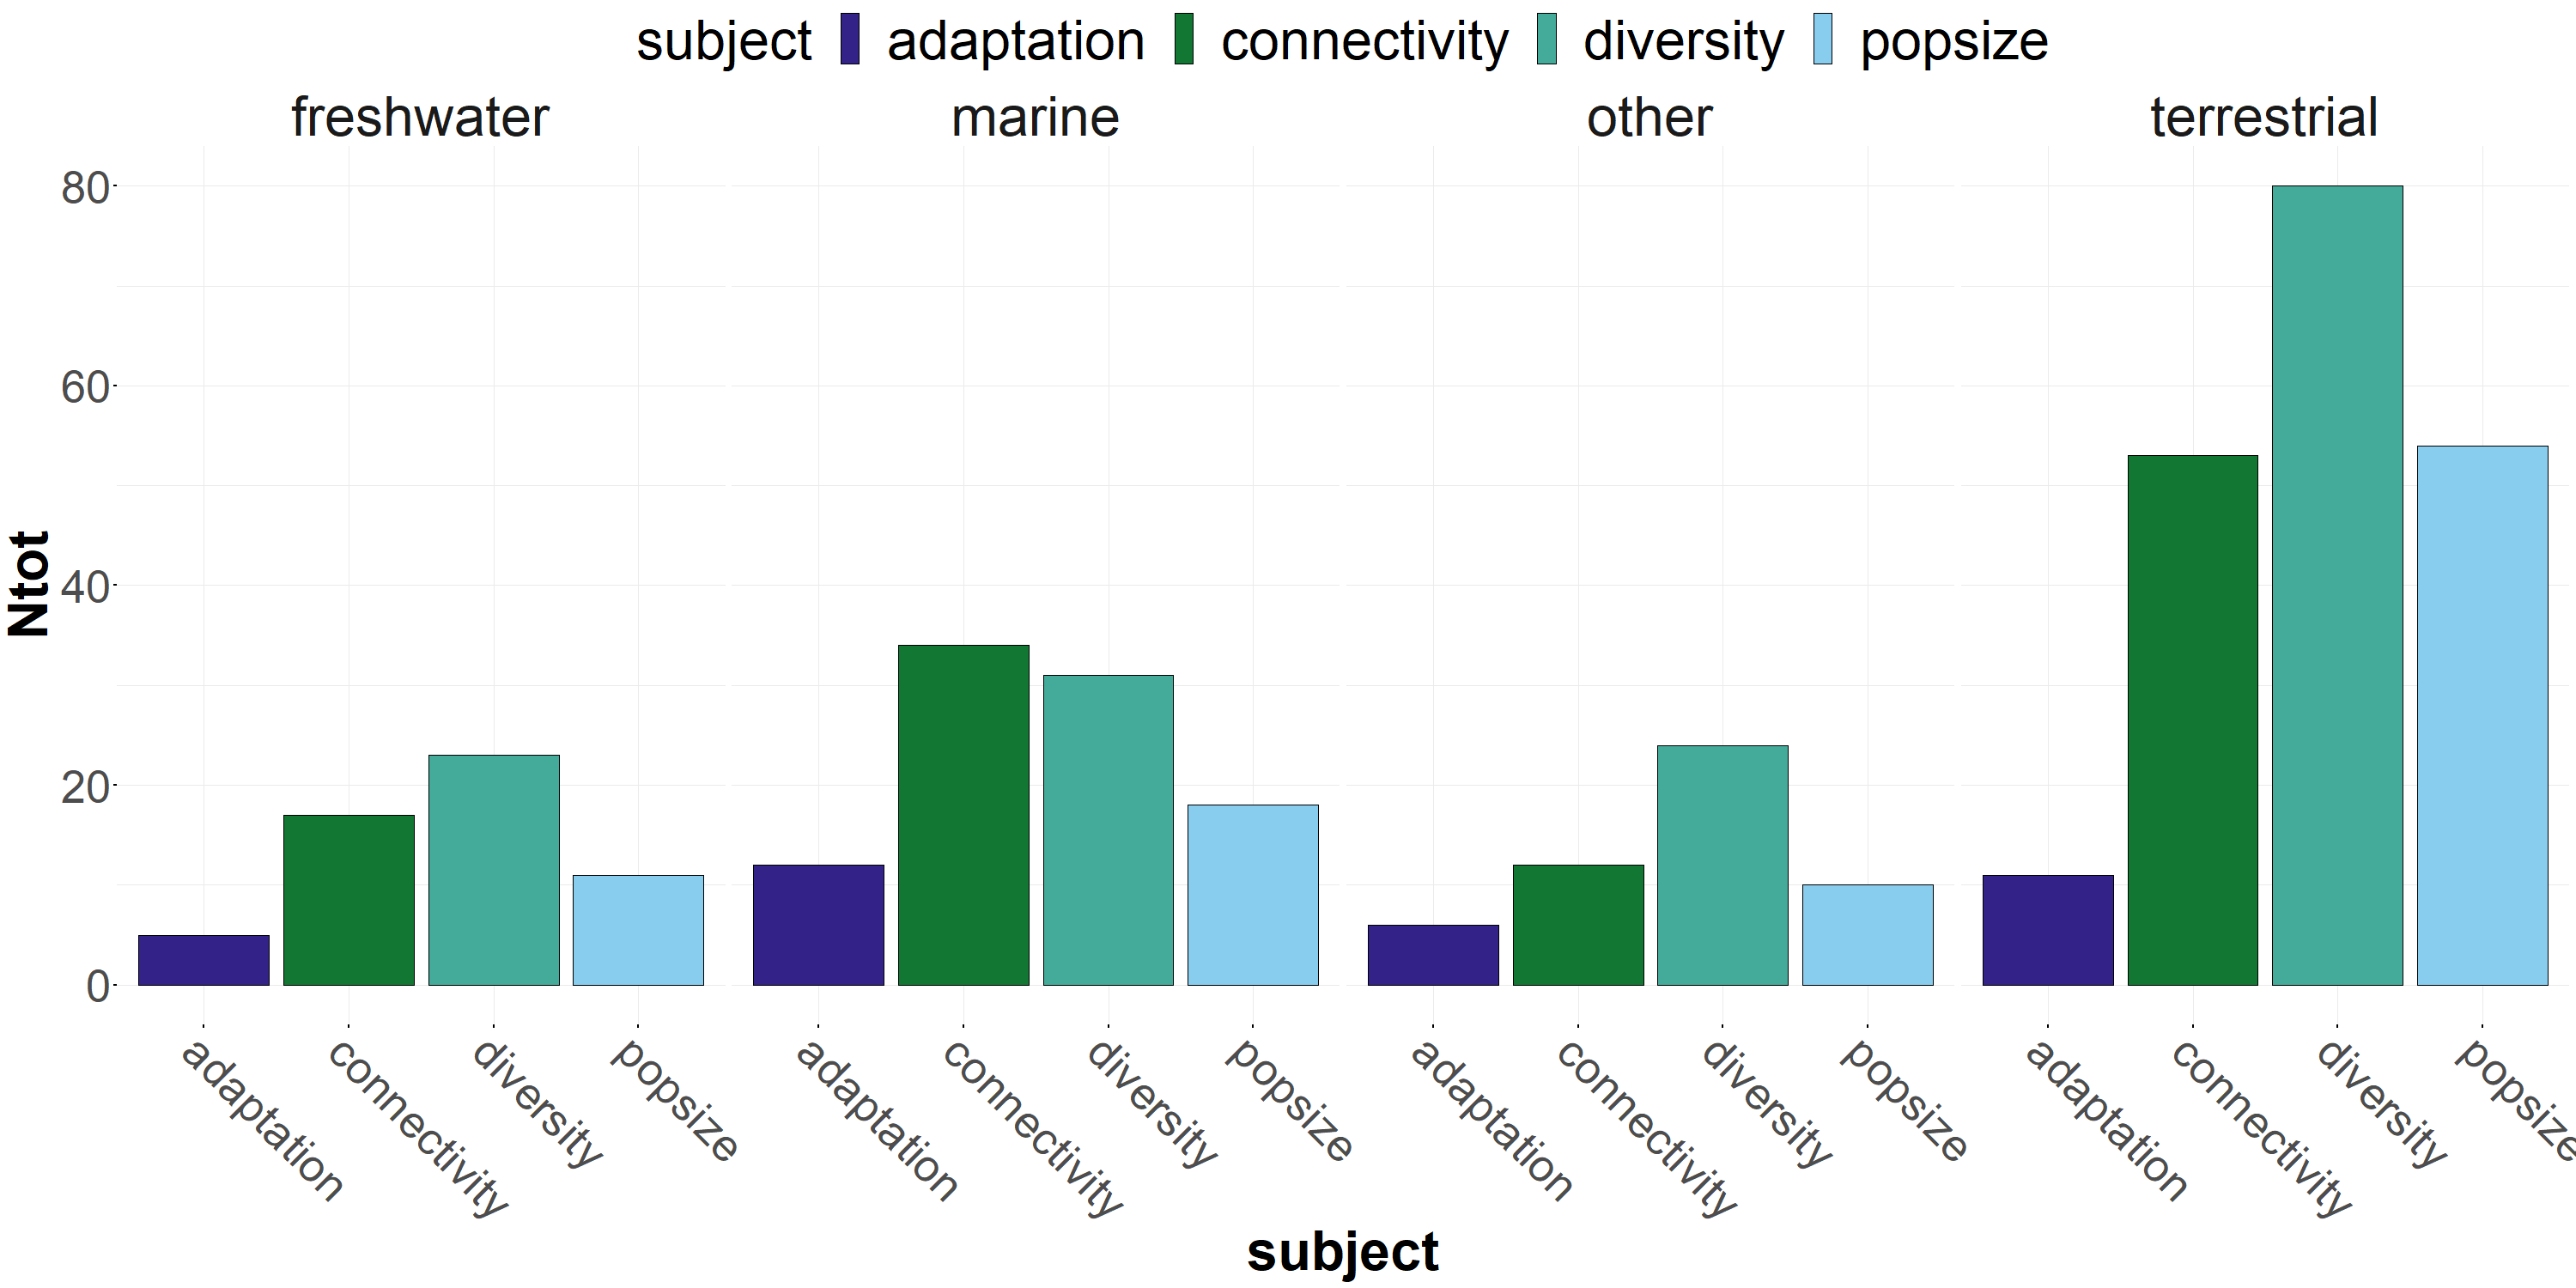 subject adaptation connectivity diversity popsize
freshwater marine other terrestrial
80
60
40
20
0
Ntot
adaptation connectivity diversity popsize adaptation connectivity diversity popsize adaptation connectivity diversity popsize adaptation connectivity diversity popsize
subject